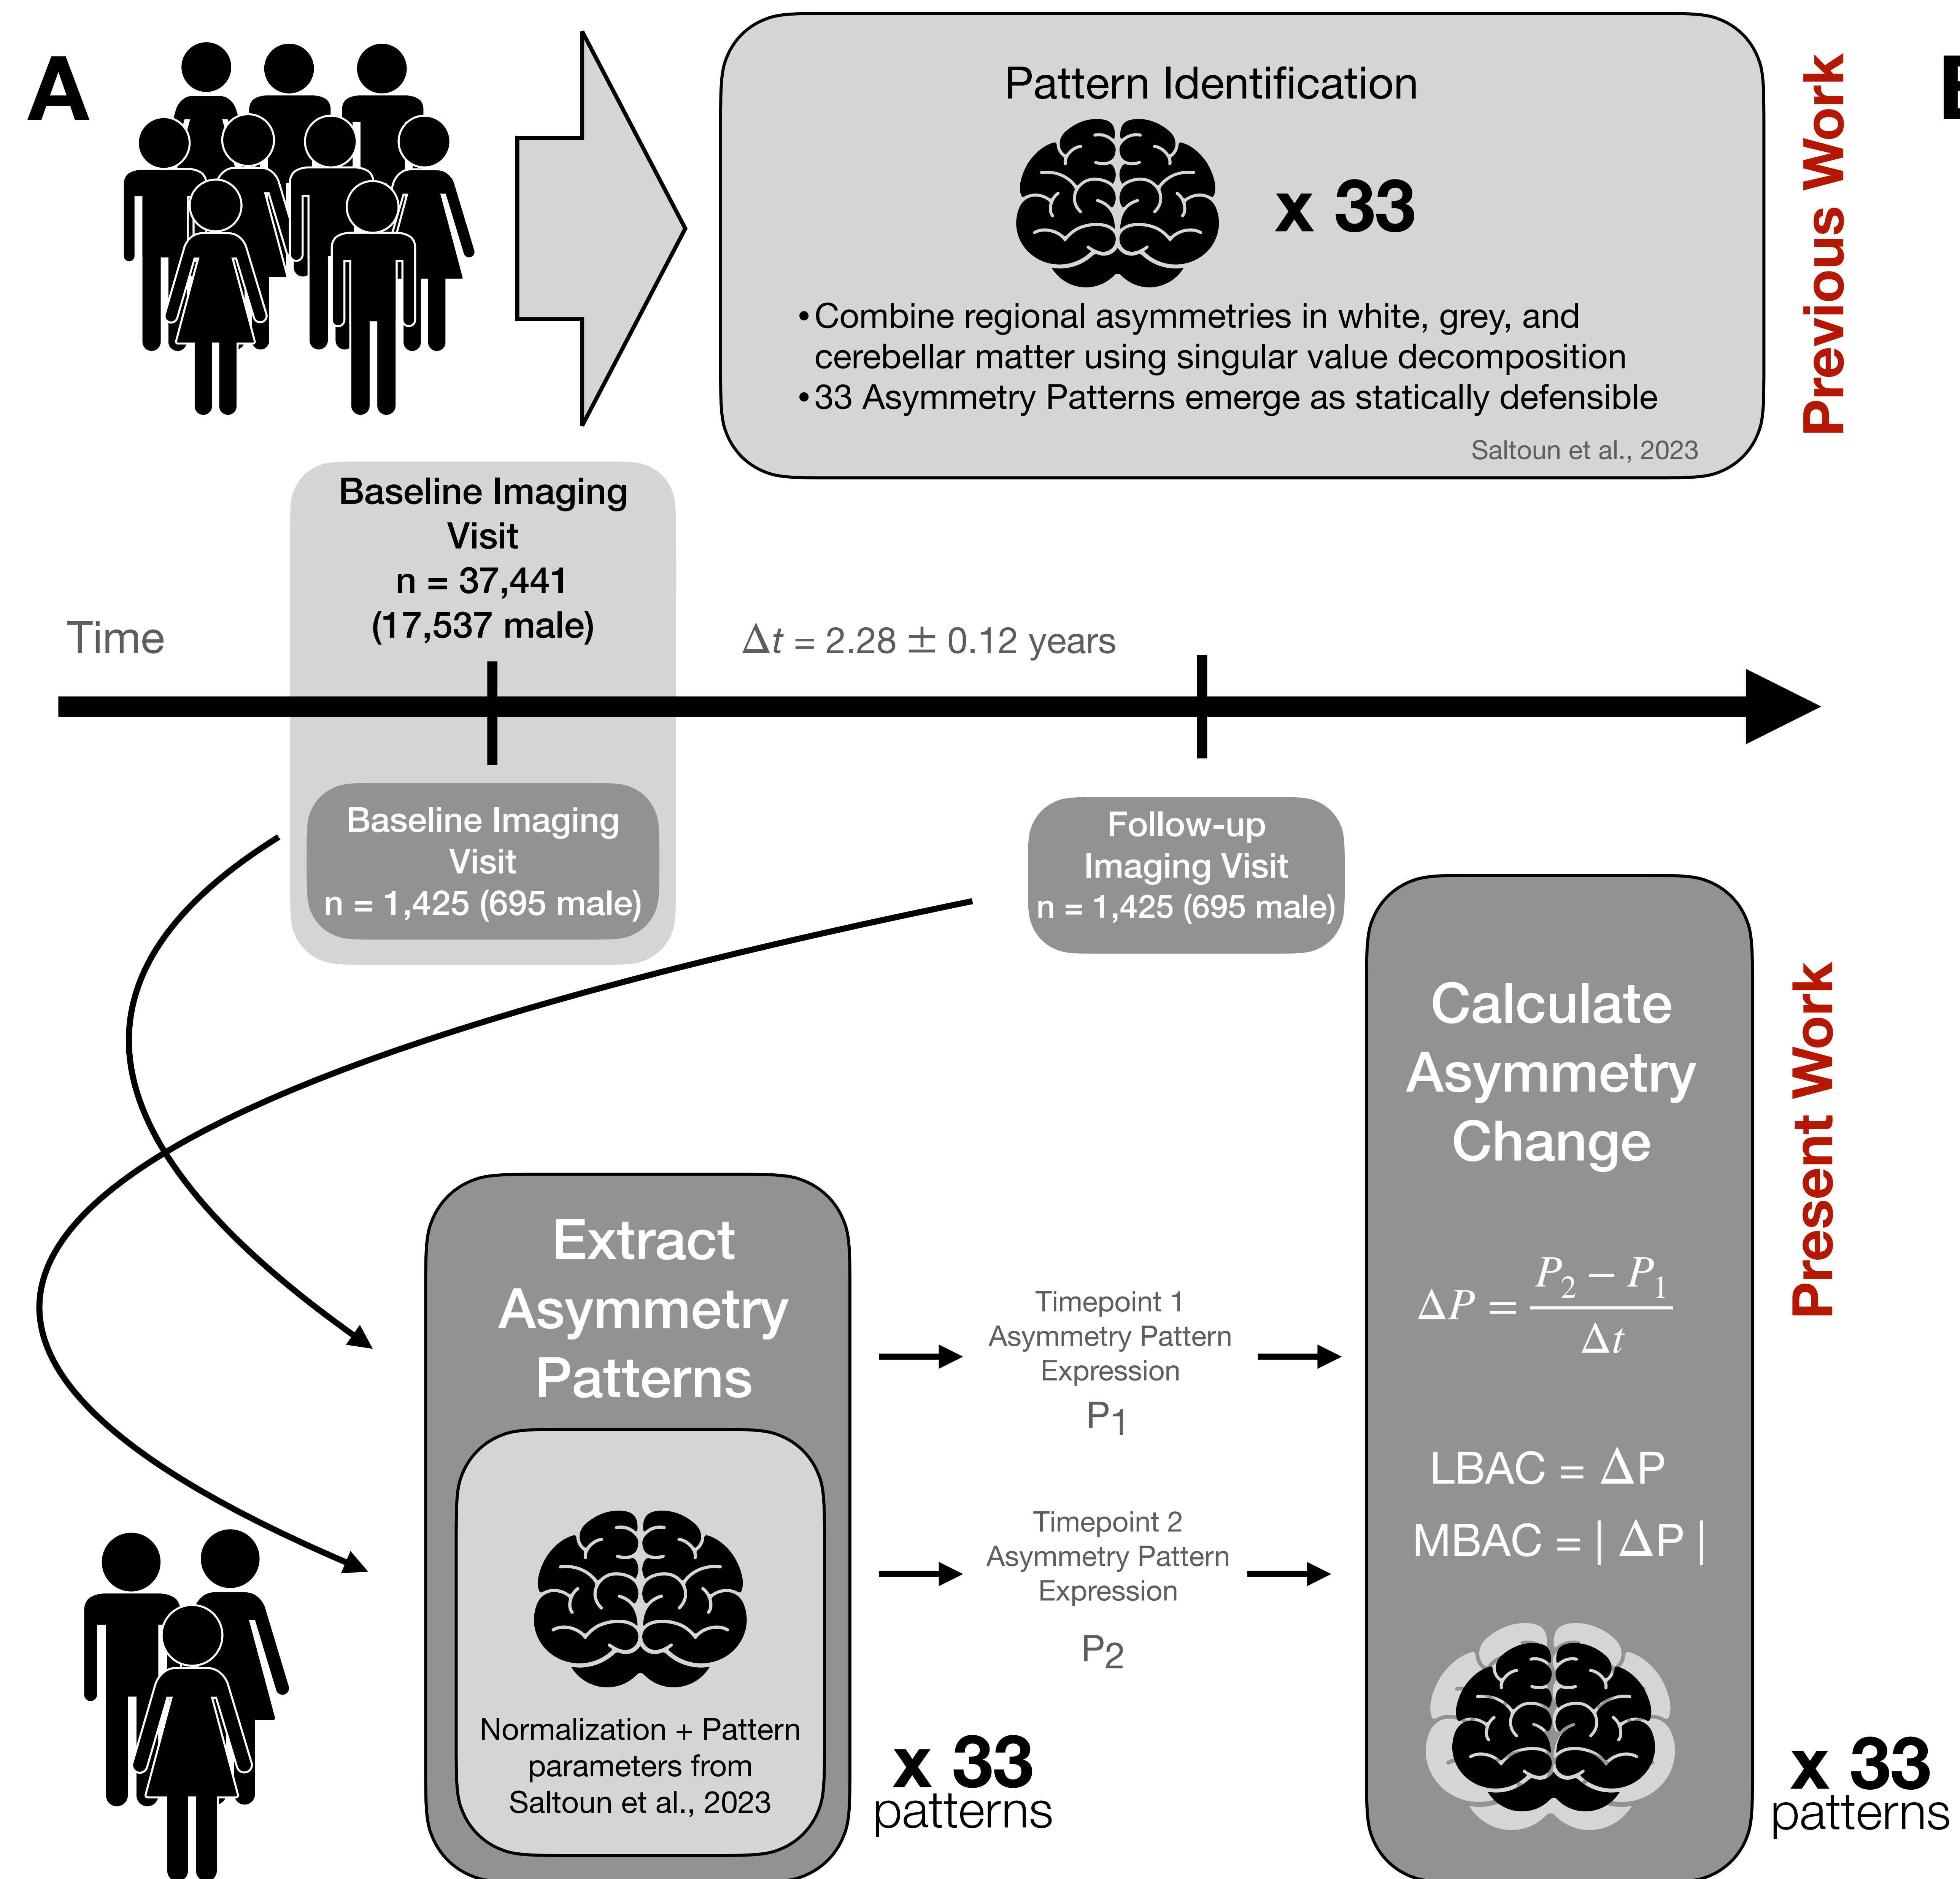 A
Pattern Identification
x 33
•Combine regional asymmetries in white, grey, and
cerebellar matter using singular value decomposition
•33 Asymmetry Patterns emerge as statically defensible
Saltoun et al., 2023
Previous Work
Baseline Imaging
Visit
n = 37,441
(17,537 male)
Time
Δt = 2.28 ± 0.12 years
Baseline Imaging
Visit
n = 1,425 (695 male)
Follow-up
Imaging Visit
n = 1,425 (695 male)
Extract
Asymmetry
Patterns
Normalization + Pattern
parameters from
Saltoun et al., 2023
x 33
patterns
Timepoint 1
Asymmetry Pattern
Expression
P1
Timepoint 2
Asymmetry Pattern
Expression
P2
Calculate
Asymmetry
Change
ΔP = P2 − P1
Δt
LBAC = ΔP
MBAC = | ΔP |
x 33
patterns
Present Work